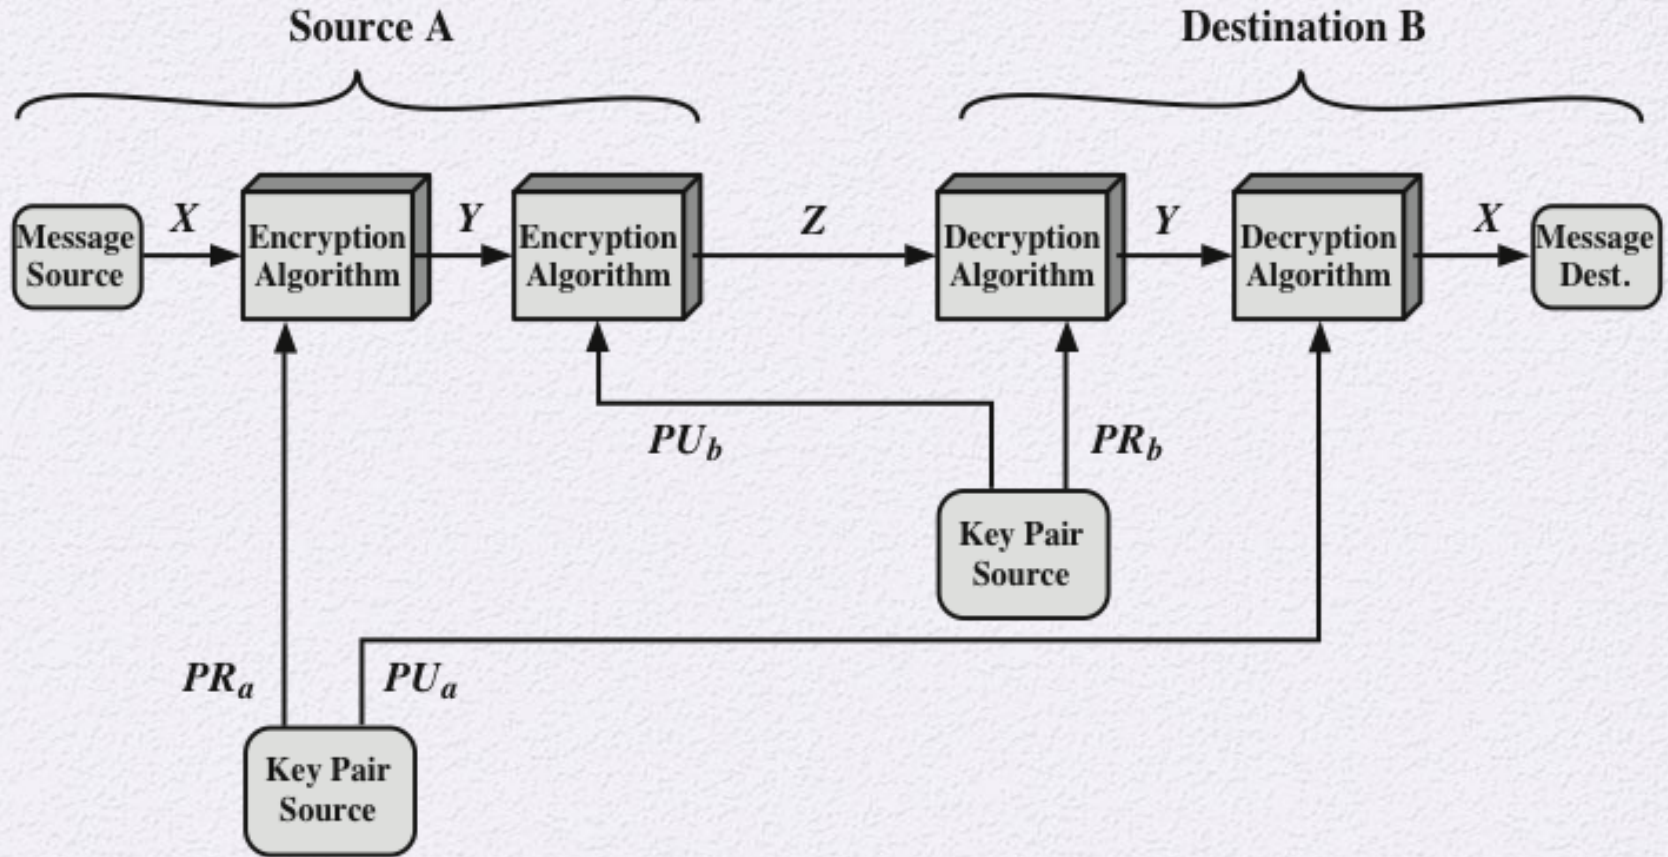 Source A
Destination B
Message
Source
X
Encryption
Algorithm
Y
Encryption
Algorithm
Z
Decryption
Algorithm
Y
Decryption
Algorithm
X
Message
Dest.
PUb
PRb
Key Pair
Source
PRa
PUa
Key Pair
Source